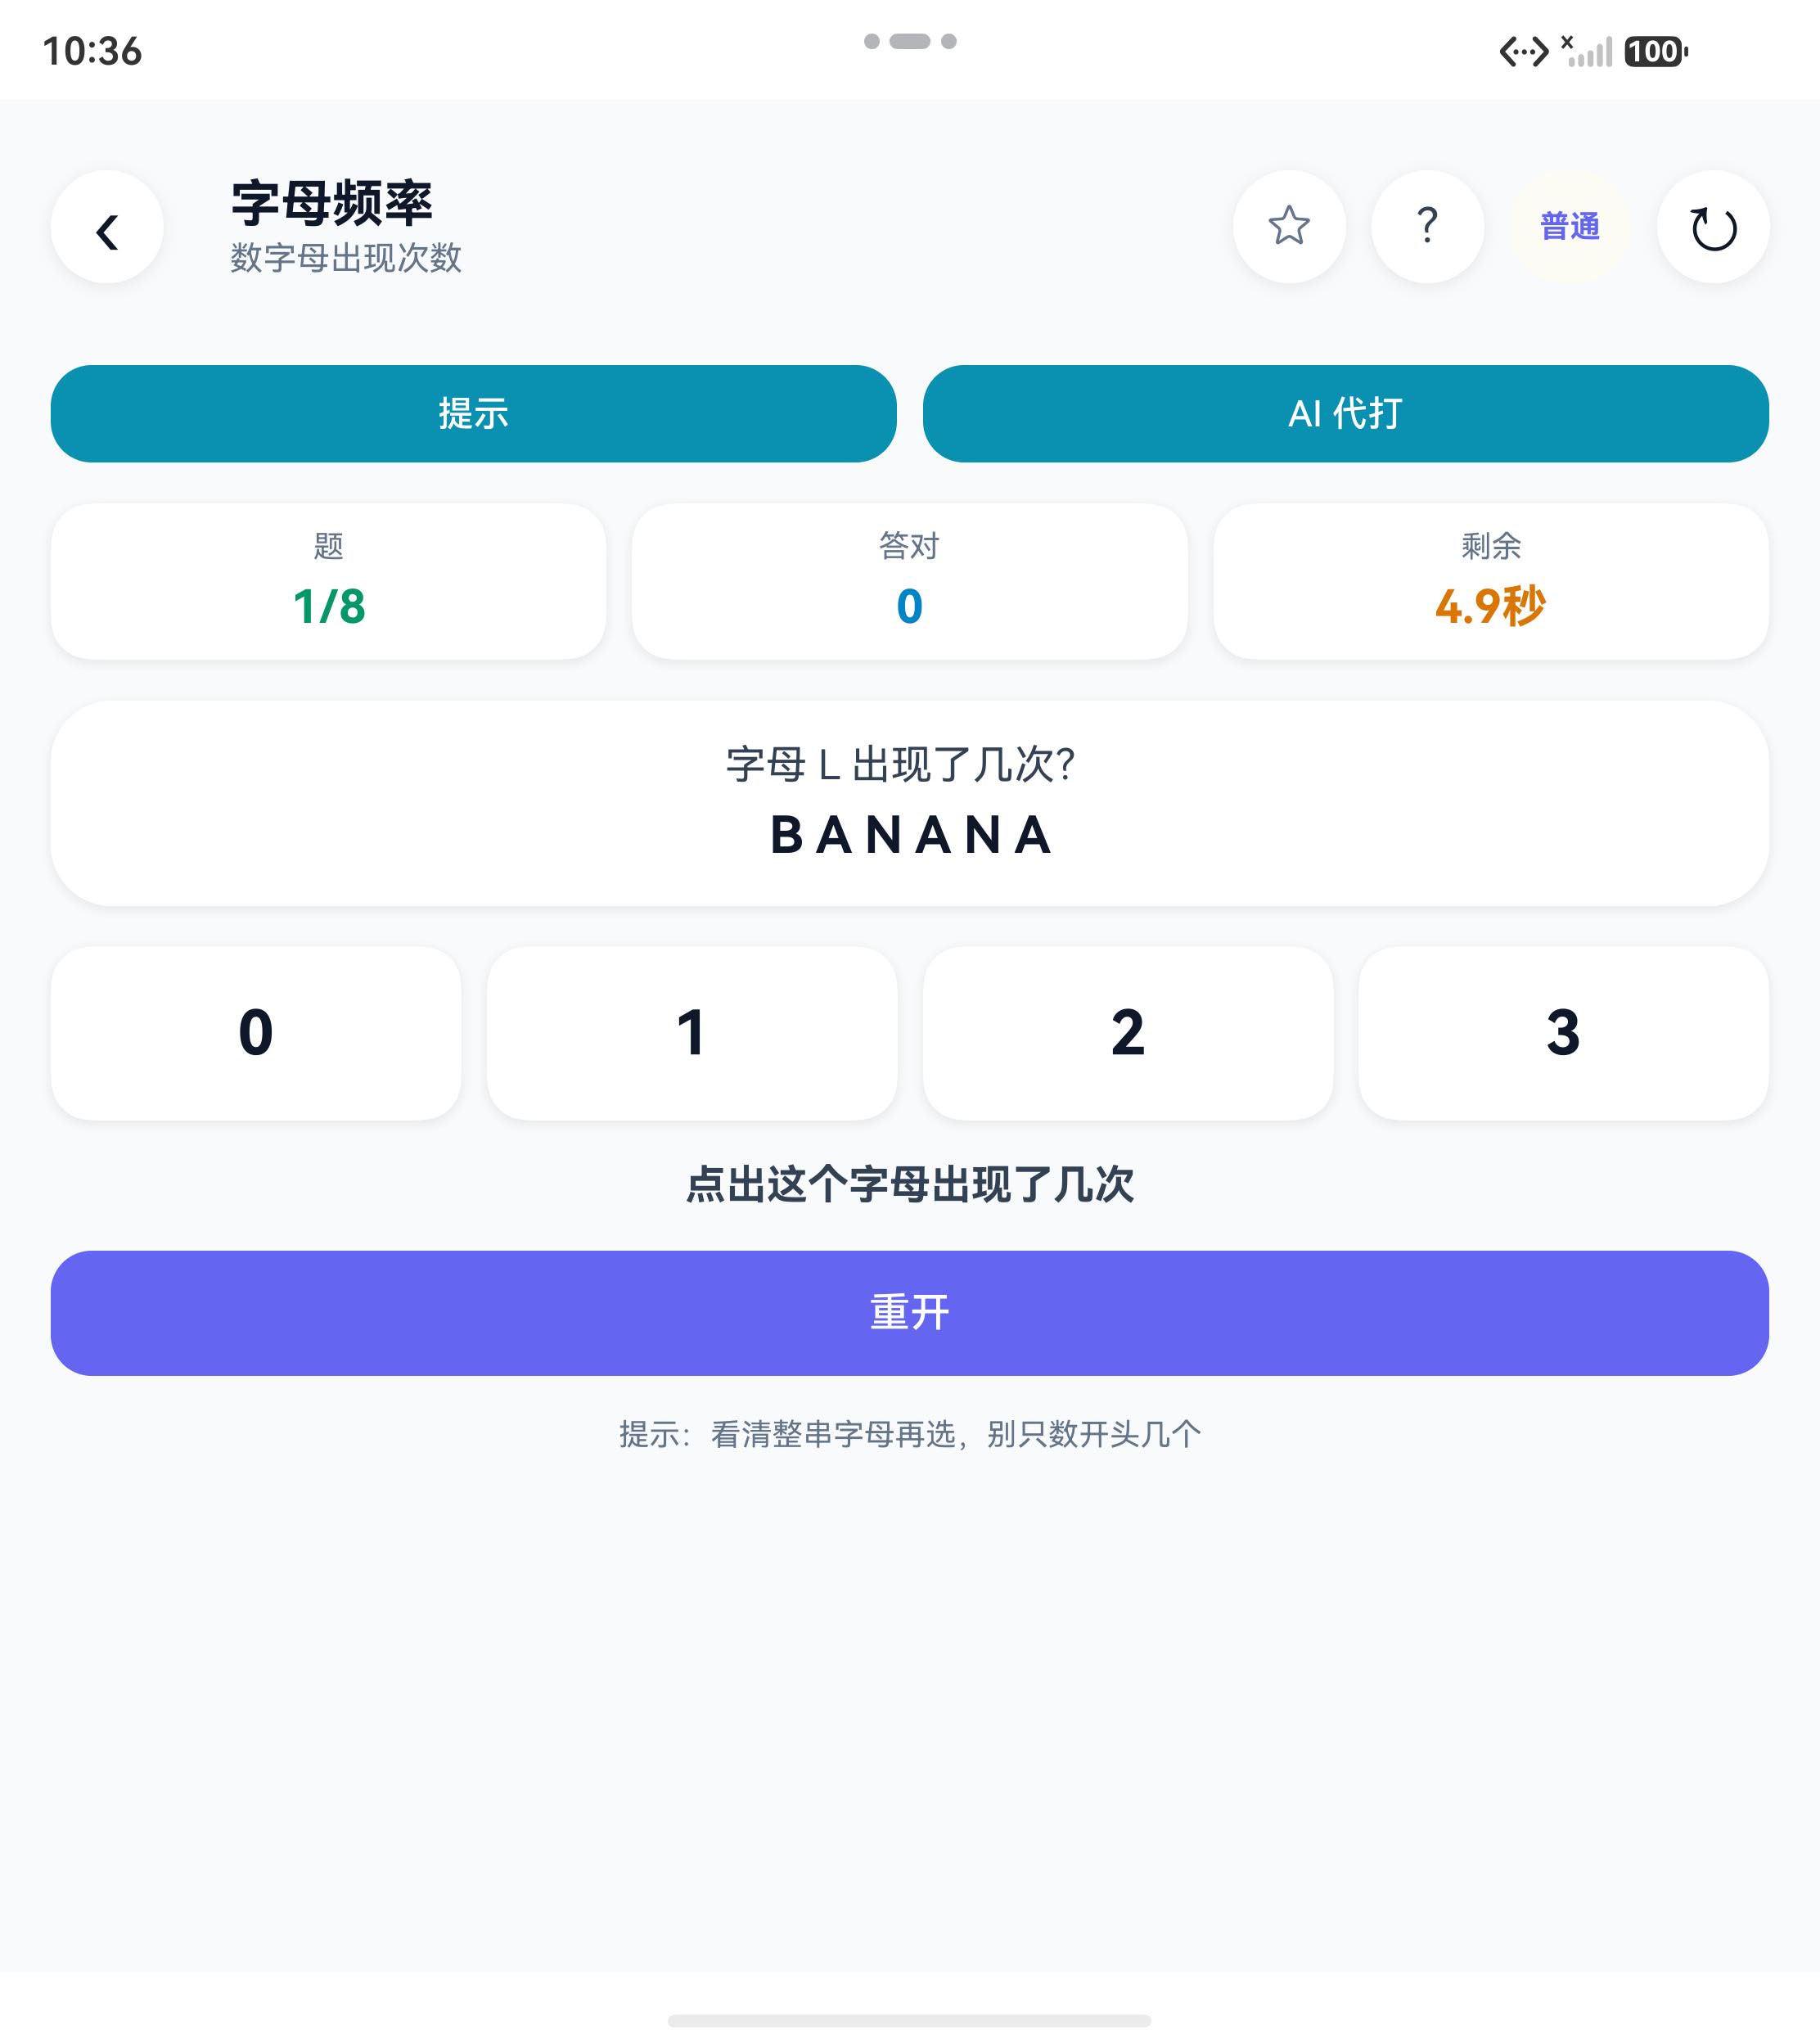 10:36
100
字母频率
数字母出现次数
?
普通
提示
AI 代打
题
1/8
答对
0
剩余
4.9秒
字母 L 出现了几次?
B A N A N A
0
1
2
3
点出这个字母出现了几次
重开
提示：看清整串字母再选，别只数开头几个